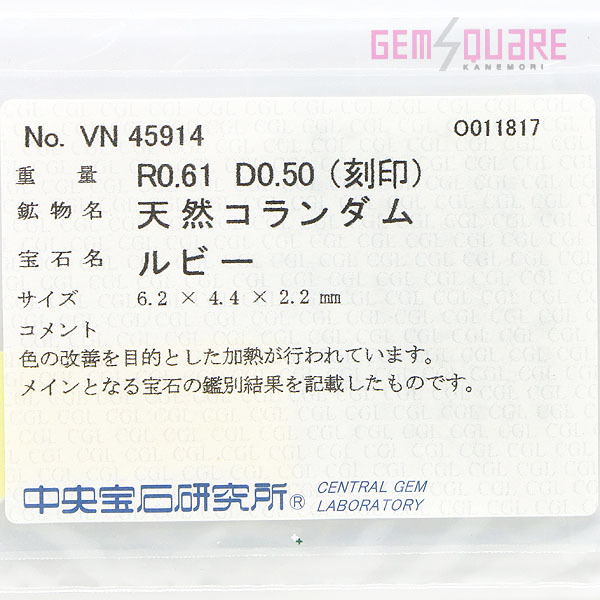 GEMSQUARE
KANEMORI
No. VN 45914 O011817
重 量 R0.61 D0.50 (刻印)
鉱物名 天然コランダム
宝石名 ルビー
サイズ 6.2 × 4.4 × 2.2 mm
コメント
色の改善を目的とした加熱が行われています。
メインとなる宝石の鑑別結果を記載したものです。
中央宝石研究所® CENTRAL GEM
LABORATORY